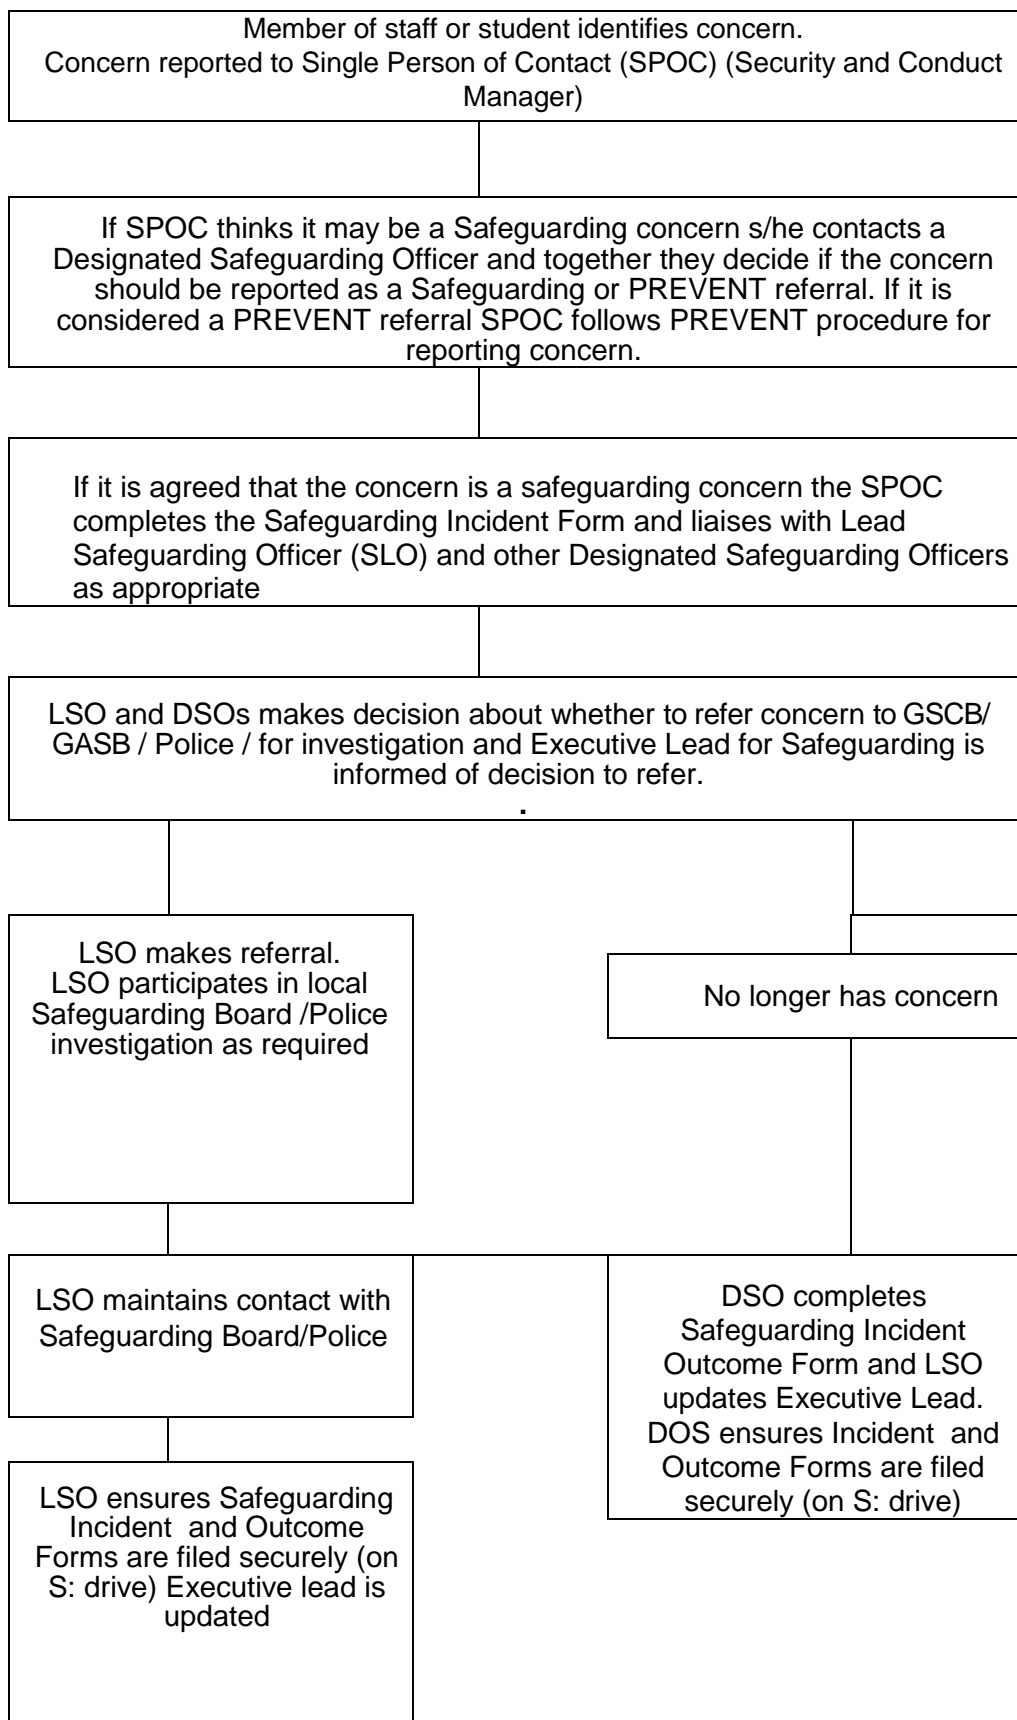 Member of staff or student identifies concern.
Concern reported to Single Person of Contact (SPOC) (Security and Conduct
Manager)
If SPOC thinks it may be a Safeguarding concern s/he contacts a
Designated Safeguarding Officer and together they decide if the concern
should be reported as a Safeguarding or PREVENT referral. If it is
considered a PREVENT referral SPOC follows PREVENT procedure for
reporting concern.
If it is agreed that the concern is a safeguarding concern the SPOC
completes the Safeguarding Incident Form and liaises with Lead
Safeguarding Officer (SLO) and other Designated Safeguarding Officers
as appropriate
LSO and DSOs makes decision about whether to refer concern to GSCB/
GASB / Police / for investigation and Executive Lead for Safeguarding is
informed of decision to refer.
.
LSO makes referral.
LSO participates in local
Safeguarding Board /Police
investigation as required
No longer has concern
LSO maintains contact with
Safeguarding Board/Police
DSO completes
Safeguarding Incident
Outcome Form and LSO
updates Executive Lead.
DOS ensures Incident  and
Outcome Forms are filed
securely (on S: drive)
LSO ensures Safeguarding
Incident  and Outcome
Forms are filed securely (on
S: drive) Executive lead is
updated